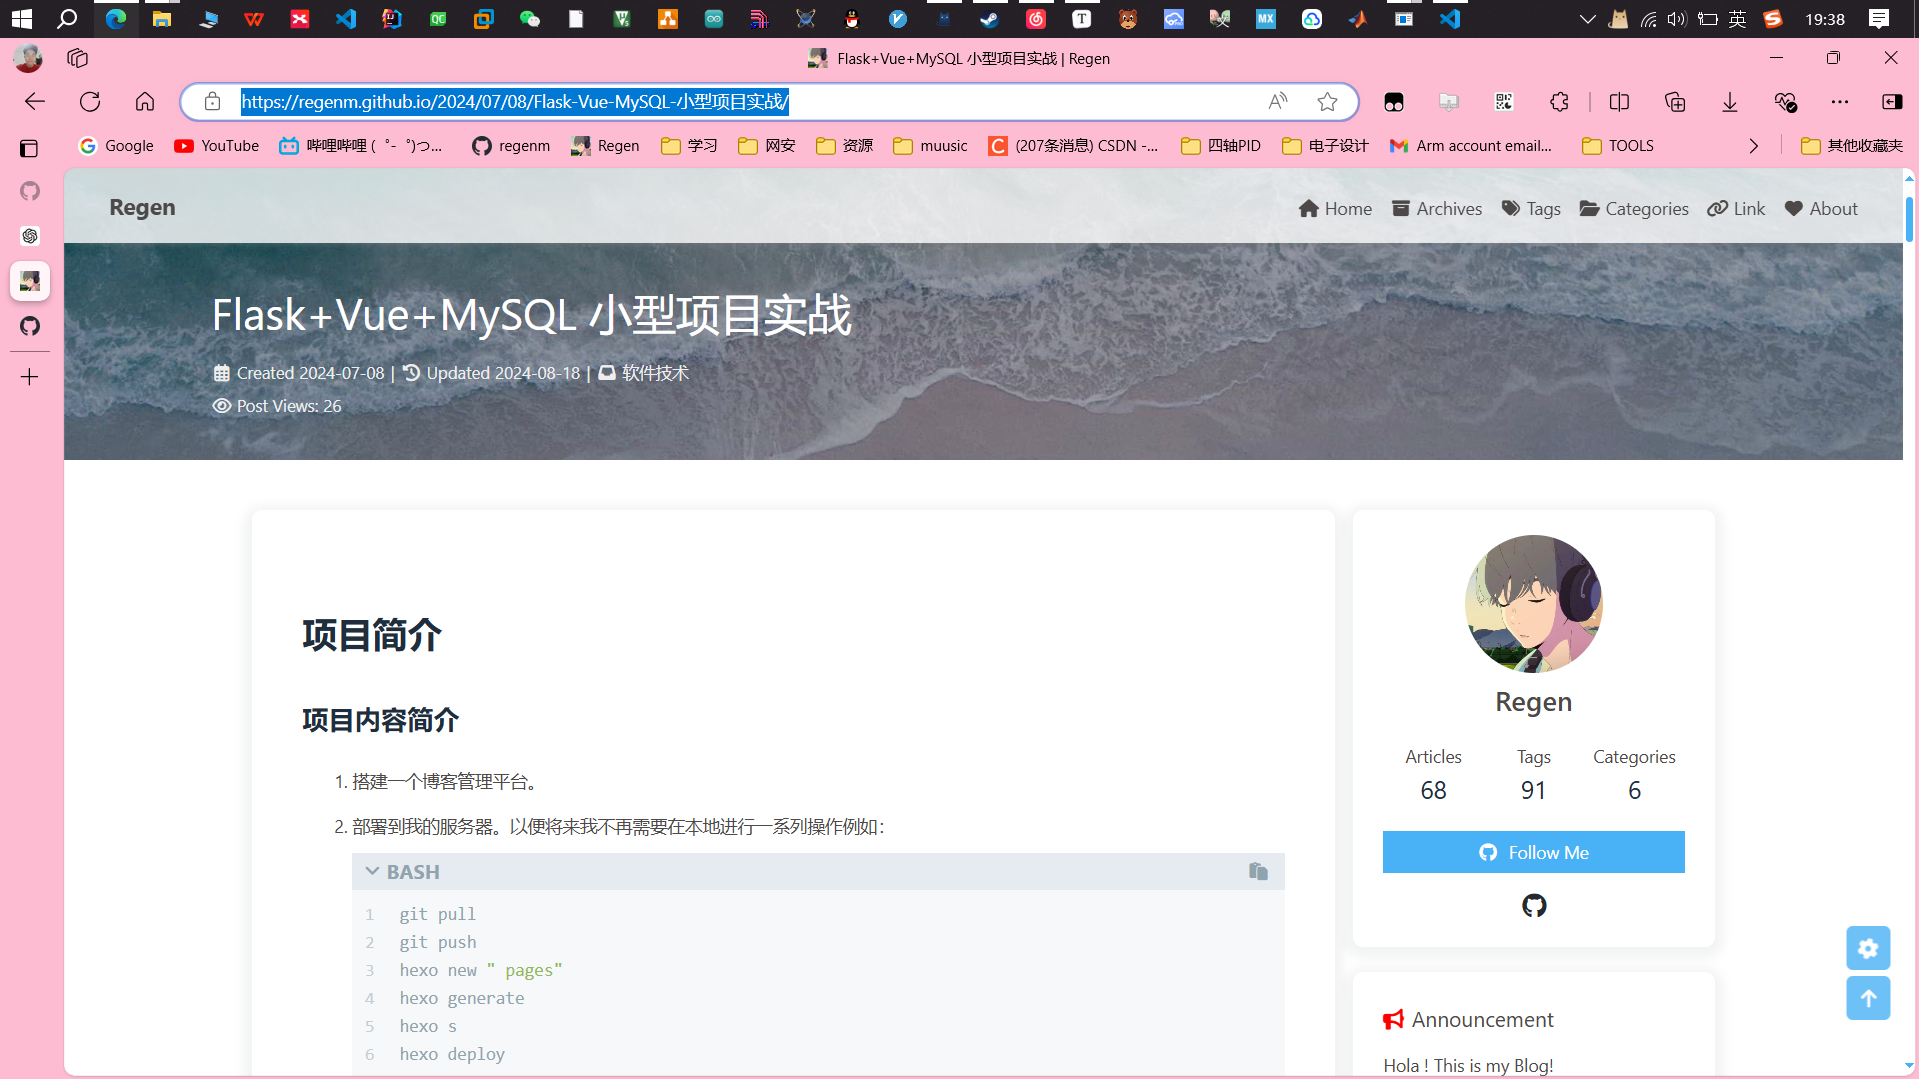 英
19:38
Flask+Vue+MySQL 小型项目实战 | Regen
https://regenm.github.io/2024/07/08/Flask-Vue-MySQL-小型项目实战/
Google
YouTube
哔哩哔哩 (゜-゜)つ...
regenm
Regen
学习
网安
资源
muusic
(207条消息) CSDN -...
四轴PID
电子设计
Arm account email...
TOOLS
其他收藏夹
Regen
Home
Archives
Tags
Categories
Link
About
Flask+Vue+MySQL 小型项目实战
Created 2024-07-08 | Updated 2024-08-18 | 软件技术
Post Views: 26
项目简介
项目内容简介
1. 搭建一个博客管理平台。
2. 部署到我的服务器。以便将来我不再需要在本地进行一系列操作例如：
BASH
1 git pull
2 git push
3 hexo new " pages"
4 hexo generate
5 hexo s
6 hexo deploy
Regen
Articles Tags Categories
68 91 6
Follow Me
Announcement
Hola ! This is my Blog!